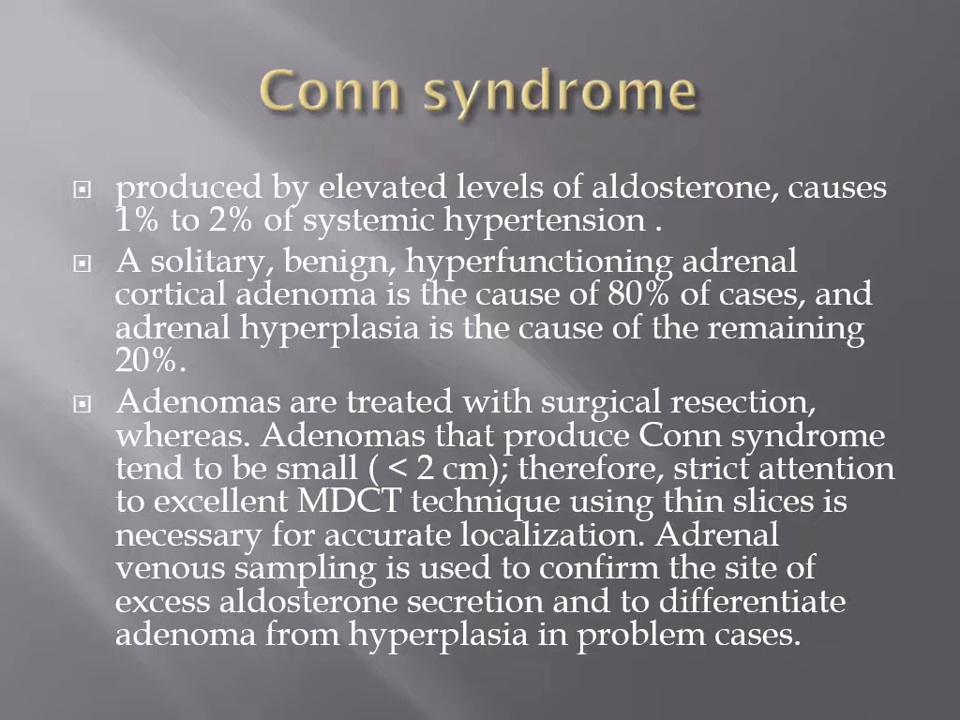 Conn syndrome
produced by elevated levels of aldosterone, causes
1% to 2% of systemic hypertension .
A solitary, benign, hyperfunctioning adrenal
cortical adenoma is the cause of 80% of cases, and
adrenal hyperplasia is the cause of the remaining
20%.
Adenomas are treated with surgical resection,
whereas. Adenomas that produce Conn syndrome
tend to be small ( < 2 cm); therefore, strict attention
to excellent MDCT technique using thin slices is
necessary for accurate localization. Adrenal
venous sampling is used to confirm the site of
excess aldosterone secretion and to differentiate
adenoma from hyperplasia in problem cases.